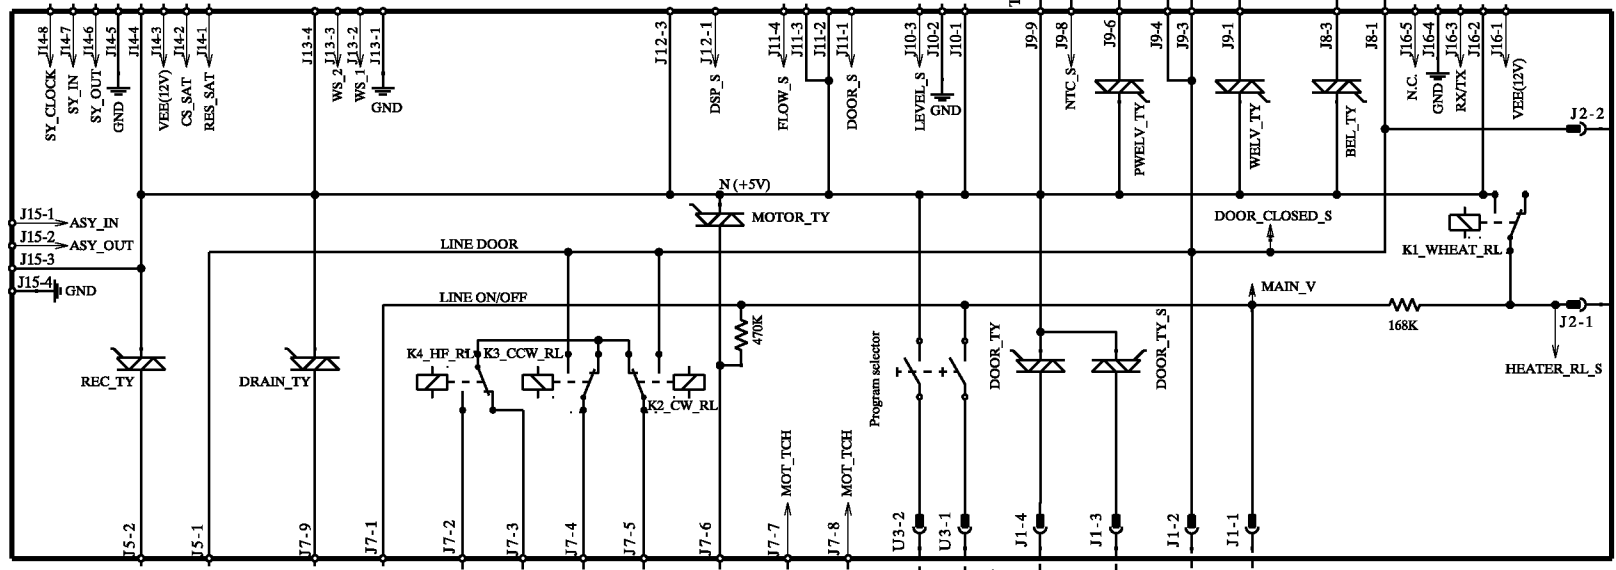 T
J14-8
J14-7
J14-6
J14-5
J14-4
J14-3
J14-2
J14-1
J13-4
J13-3
J13-2
J13-1
J12-3
J12-1
J11-4
J11-3
J11-2
J11-1
J10-3
J10-2
J10-1
J9-9
J9-8
J9-6
J9-4
J9-3
J9-1
J8-3
J8-1
J16-5
J16-4
J16-3
J16-2
J16-1
SY_CLOCK
SY_IN
SY_OUT
GND
VEE(12V)
CS_SAT
RES_SAT
WS_2
WS_1
GND
DSP_S
FLOW_S
DOOR_S
LEVEL_S
GND
NTC_S
PWELV_TY
WELV_TY
BEL_TY
N.C.
GND
RX/TX
VEE(12V)
J2-2
N (+5V)
J15-1
ASY_IN
J15-2
ASY_OUT
J15-3
J15-4
GND
MOTOR_TY
DOOR_CLOSED_S
K1_WHEAT_RL
LINE DOOR
LINE ON/OFF
MAIN_V
168K
J2-1
HEATER_RL_S
470K
REC_TY
DRAIN_TY
K4_HF_RL
K3_CCW_RL
K2_CW_RL
Program selector
DOOR_TY
DOOR_TY_S
MOT_TCH
MOT_TCH
J5-2
J5-1
J7-9
J7-1
J7-2
J7-3
J7-4
J7-5
J7-6
J7-7
J7-8
U3-2
U3-1
J1-4
J1-3
J1-2
J1-1